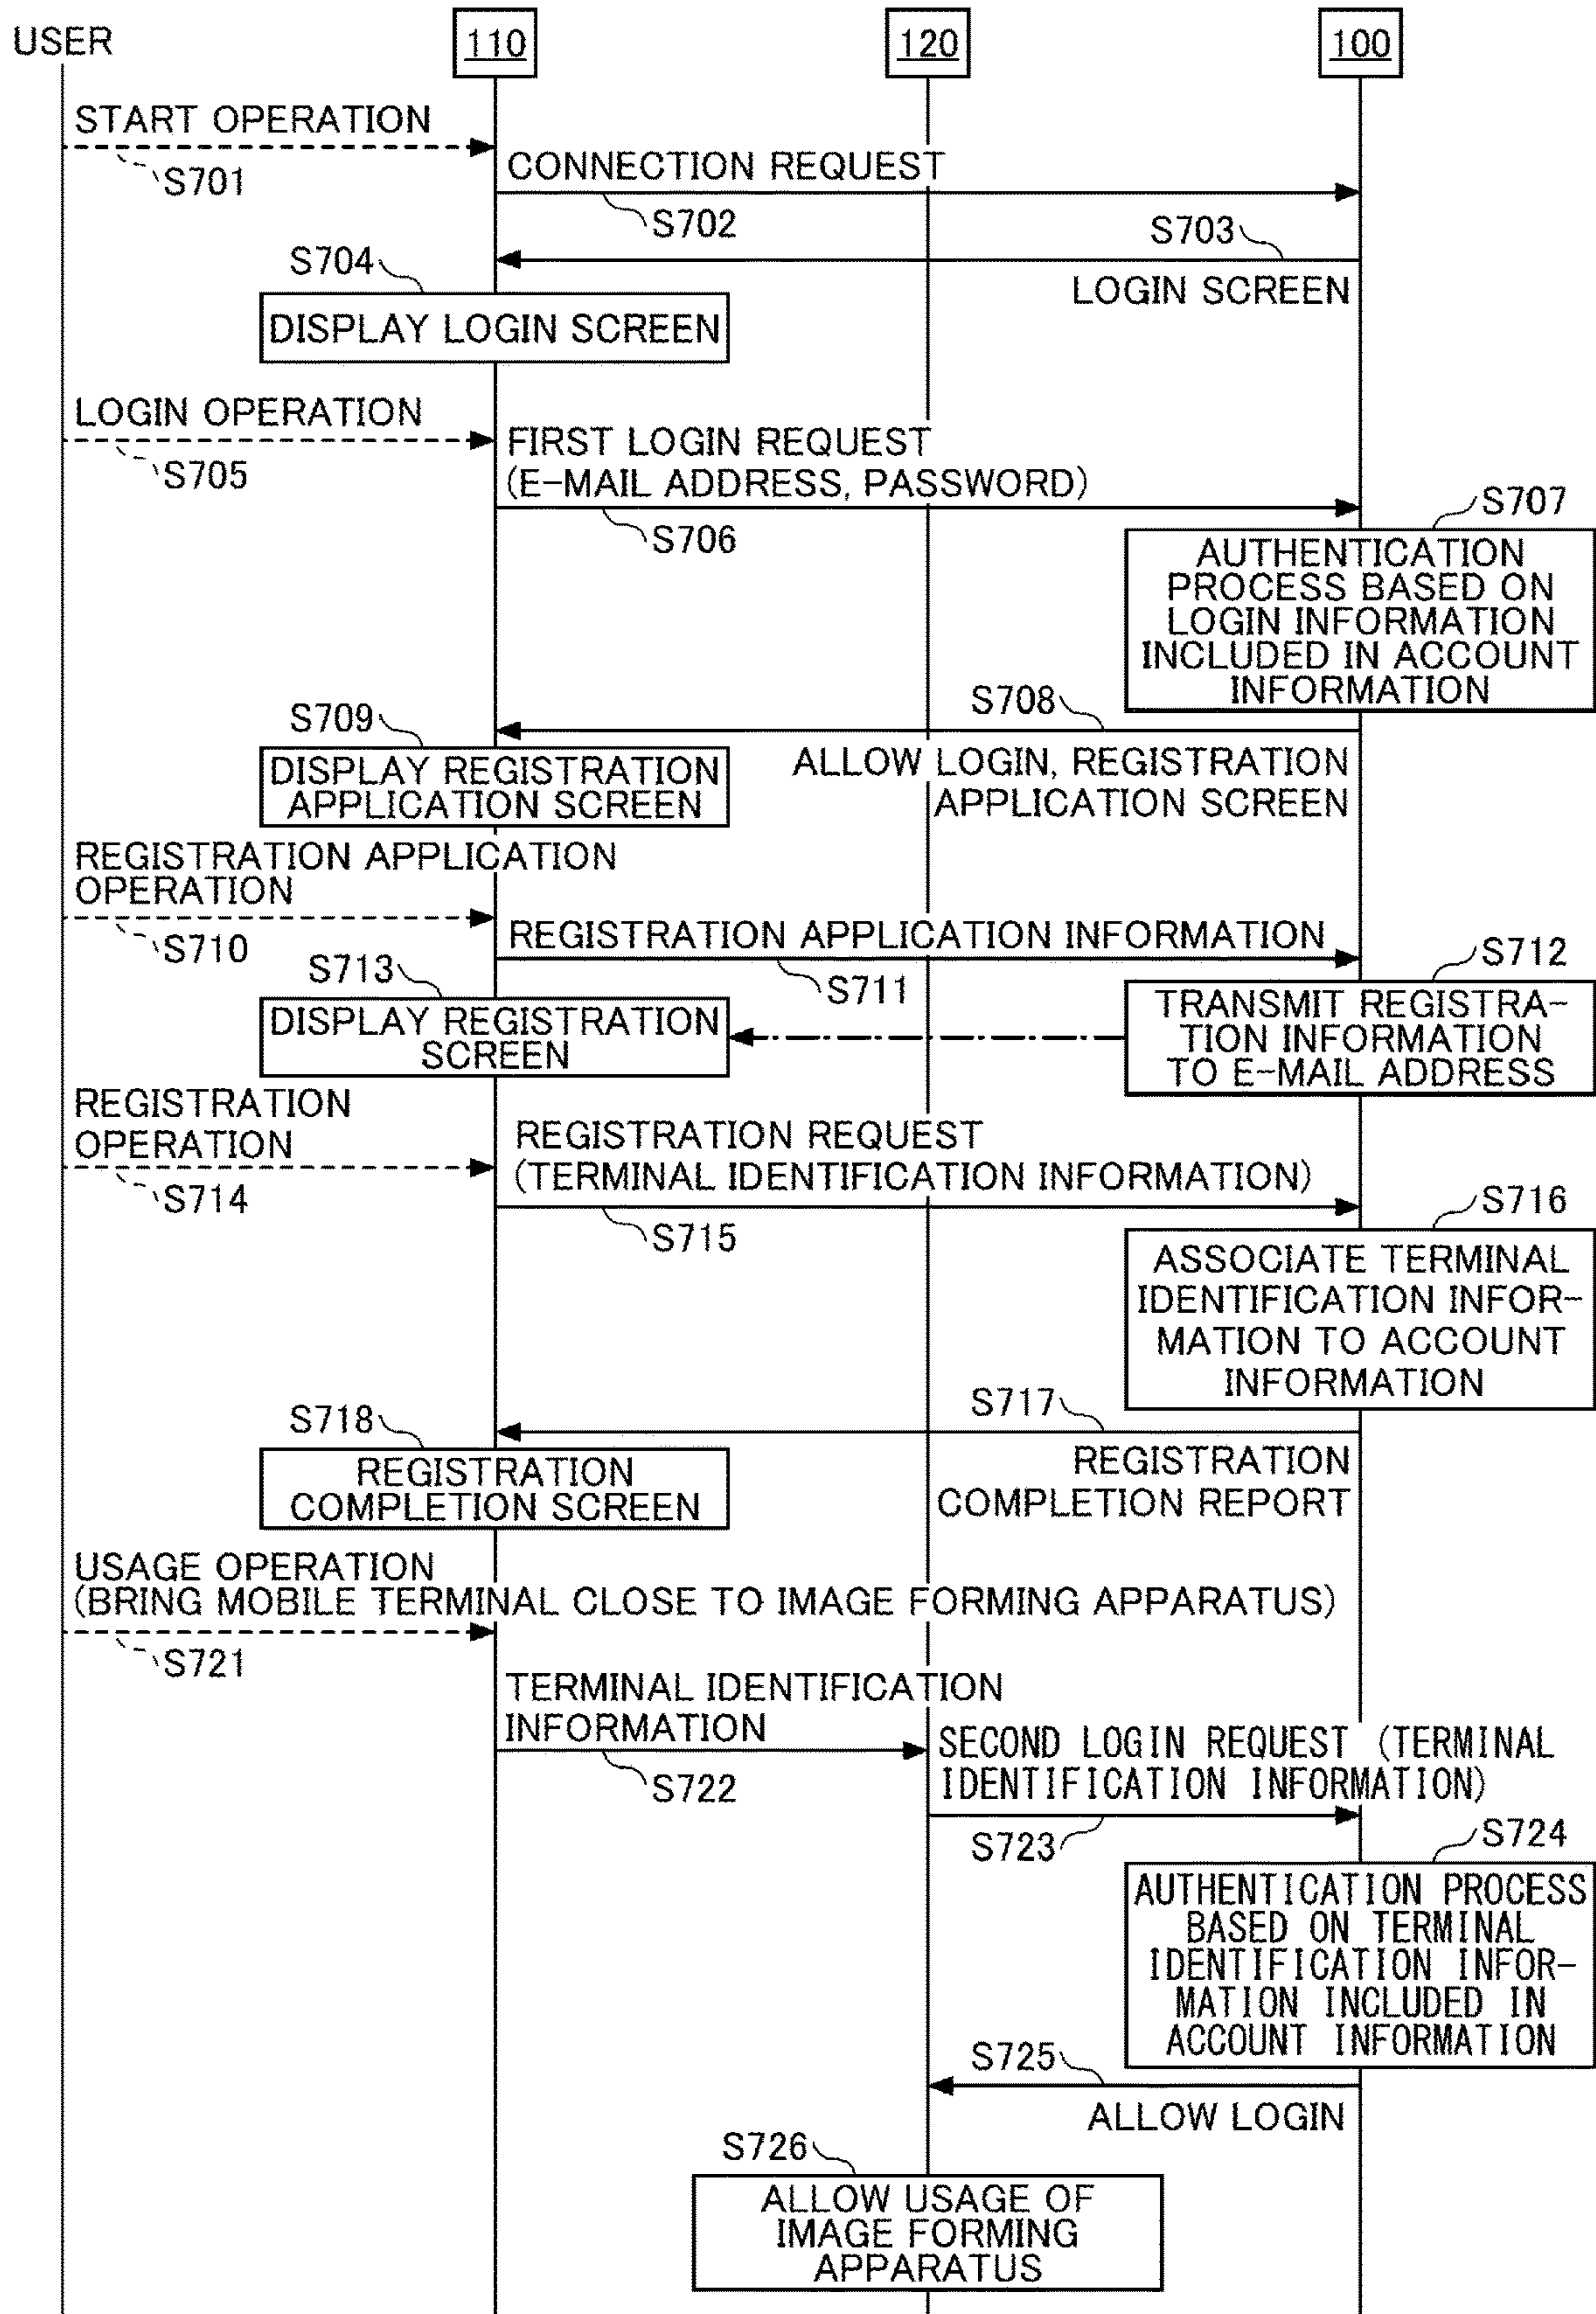 USER
110
120
100
START OPERATION
S701
CONNECTION REQUEST
S702
S703
LOGIN SCREEN
S704
DISPLAY LOGIN SCREEN
LOGIN OPERATION
S705
FIRST LOGIN REQUEST
(E-MAIL ADDRESS, PASSWORD)
S706
S707
AUTHENTICATION
PROCESS BASED ON
LOGIN INFORMATION
INCLUDED IN ACCOUNT
INFORMATION
S708
ALLOW LOGIN, REGISTRATION
APPLICATION SCREEN
S709
DISPLAY REGISTRATION
APPLICATION SCREEN
REGISTRATION APPLICATION
OPERATION
S710
REGISTRATION APPLICATION INFORMATION
S711
S712
TRANSMIT REGISTRA-
TION INFORMATION
TO E-MAIL ADDRESS
S713
DISPLAY REGISTRATION
SCREEN
REGISTRATION
OPERATION
S714
REGISTRATION REQUEST
(TERMINAL IDENTIFICATION INFORMATION)
S715
S716
ASSOCIATE TERMINAL
IDENTIFICATION INFOR-
MATION TO ACCOUNT
INFORMATION
S717
REGISTRATION
COMPLETION REPORT
S718
REGISTRATION
COMPLETION SCREEN
USAGE OPERATION
(BRING MOBILE TERMINAL CLOSE TO IMAGE FORMING APPARATUS)
S721
TERMINAL IDENTIFICATION
INFORMATION
S722
SECOND LOGIN REQUEST (TERMINAL
IDENTIFICATION INFORMATION)
S723
S724
AUTHENTICATION PROCESS
BASED ON TERMINAL
IDENTIFICATION INFOR-
MATION INCLUDED IN
ACCOUNT INFORMATION
S725
ALLOW LOGIN
S726
ALLOW USAGE OF
IMAGE FORMING
APPARATUS